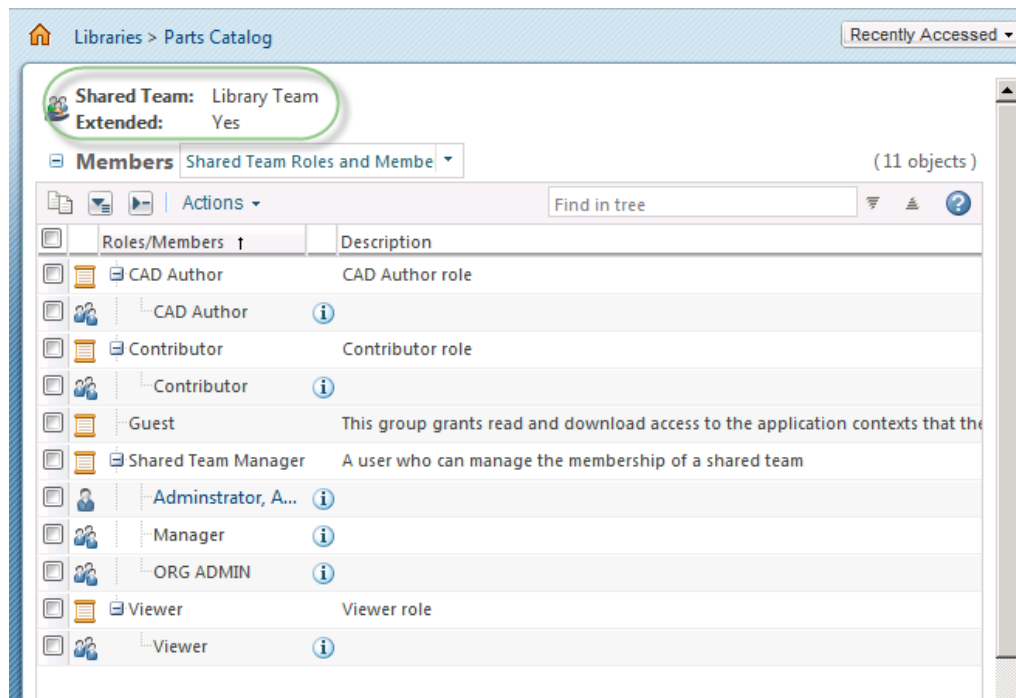 Libraries > Parts Catalog
Recently Accessed
Shared Team: Library Team
Extended: Yes
Members Shared Team Roles and Membe (11 objects)
Actions Find in tree
Roles/Members Description
CAD Author CAD Author role
CAD Author
Contributor Contributor role
Contributor
Guest This group grants read and download access to the application contexts that the
Shared Team Manager A user who can manage the membership of a shared team
Adminstrator, A...
Manager
ORG ADMIN
Viewer Viewer role
Viewer